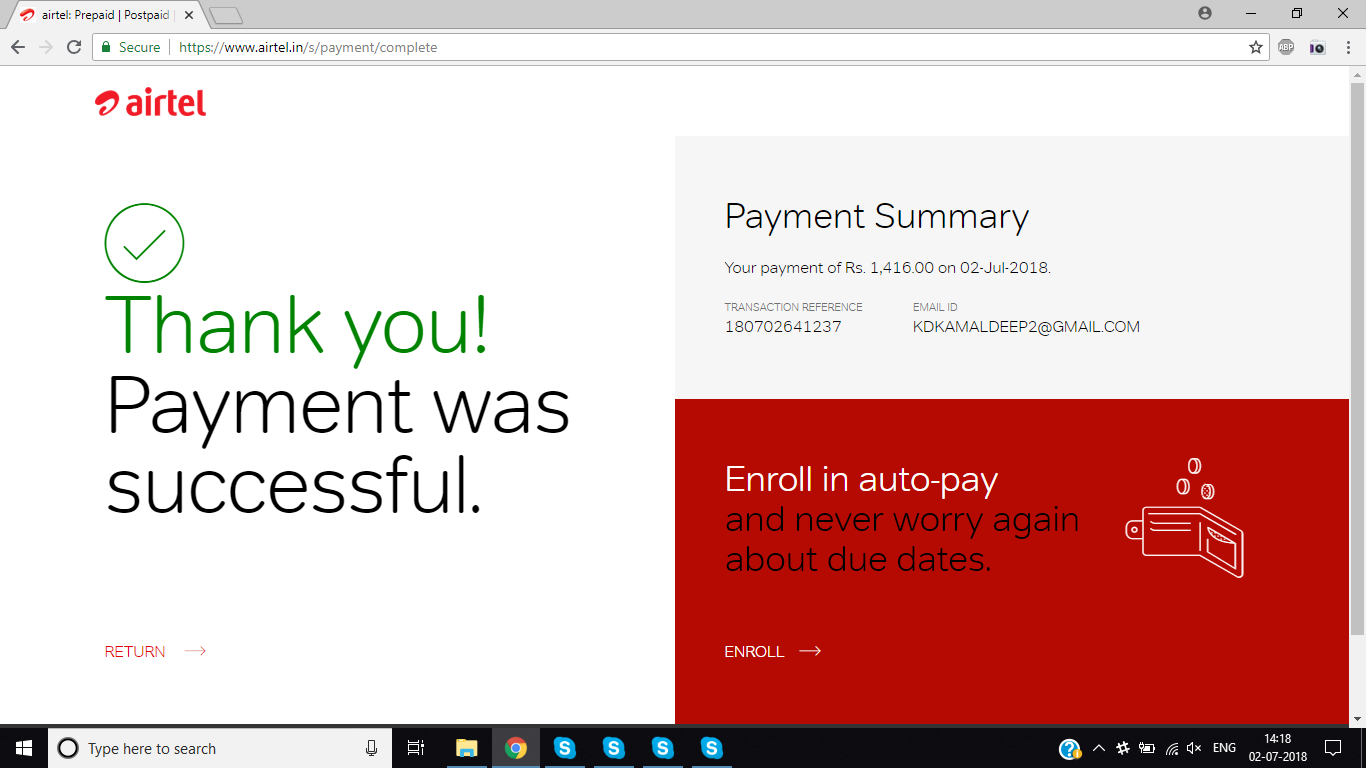 airtel: Prepaid | Postpaid
Secure
https://www.airtel.in/s/payment/complete
ABP
airtel
Thank you!
Payment was
successful.
RETURN
Payment Summary
Your payment of Rs. 1,416.00 on 02-Jul-2018.
TRANSACTION REFERENCE
180702641237
EMAIL ID
KDKAMALDEEP2@GMAIL.COM
Enroll in auto-pay
and never worry again
about due dates.
ENROLL
Type here to search
S
S
S
S
?
ENG
14:18
02-07-2018